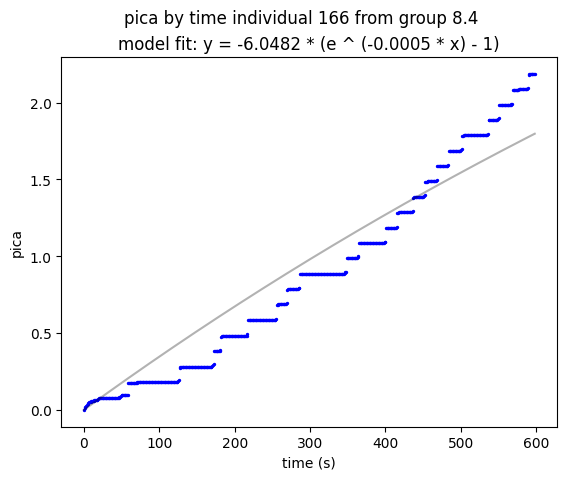 pica by time individual 166 from group 8.4
model fit: y = -6.0482 * (e ^ (-0.0005 * x) - 1)
2.0
1.5
1.0
0.5
0.0
pica
0 100 200 300 400 500 600
time (s)